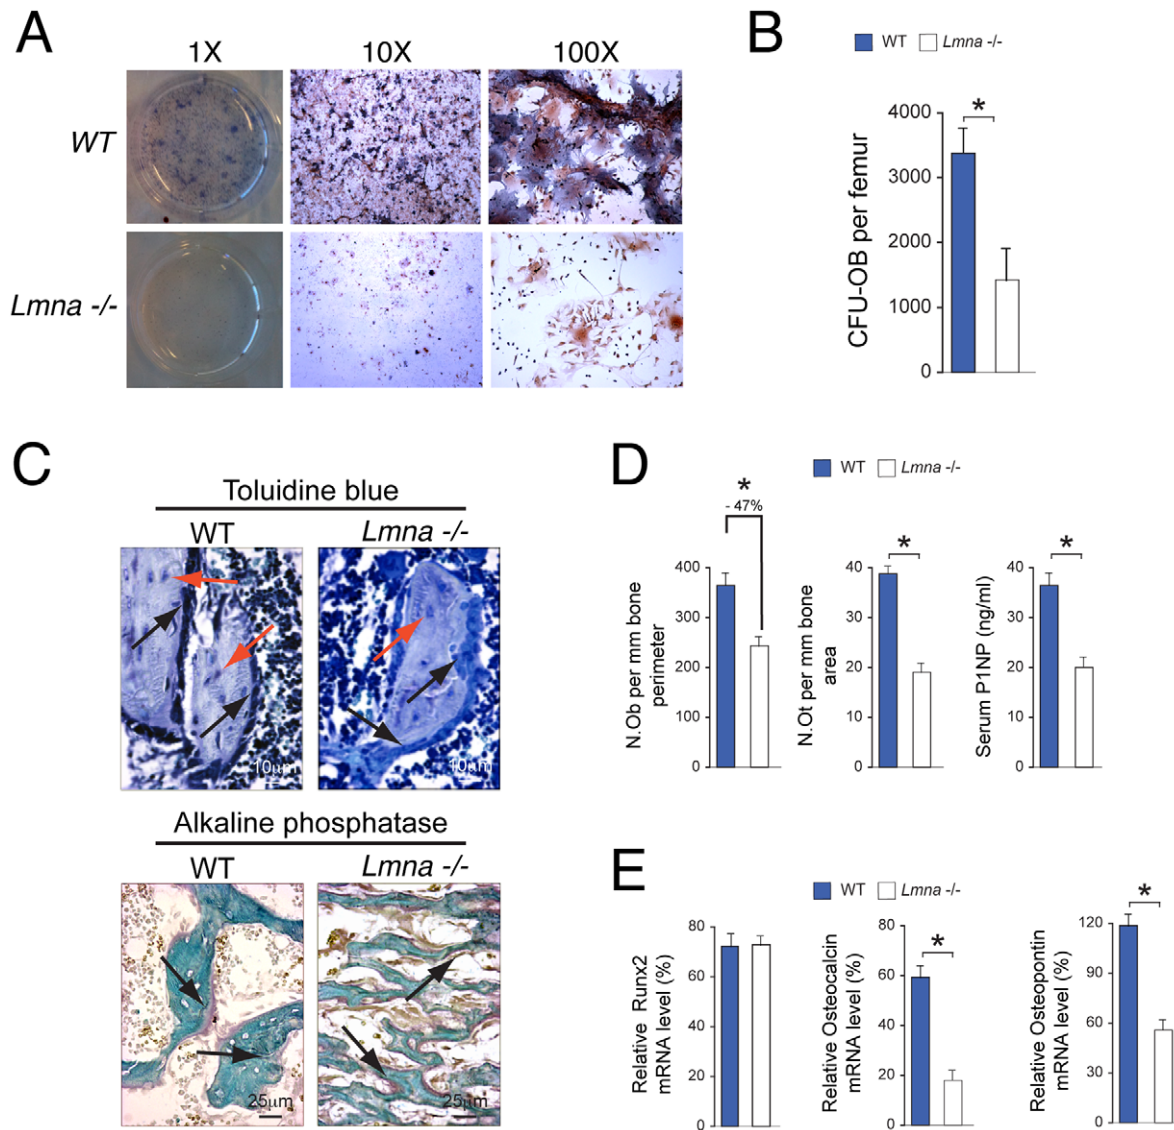 A
1X
10X
100X
WT
Lmna -/-
B
WT
Lmna -/-
*
4000
3000
2000
1000
0
CFU-OB per femur
C
Toluidine blue
WT
Lmna -/-
10µm
10µm
Alkaline phosphatase
WT
Lmna -/-
25µm
25µm
D
WT
Lmna -/-
*
- 47%
400
300
200
100
0
N.Ob per mm bone
perimeter
*
40
30
20
10
0
N.Ot per mm bone
area
*
40
30
20
10
0
Serum P1NP (ng/ml)
E
WT
Lmna -/-
80
60
40
20
0
Relative Runx2
mRNA level (%)
*
80
60
40
20
0
Relative Osteocalcin
mRNA level (%)
*
120
90
60
30
0
Relative Osteopontin
mRNA level (%)